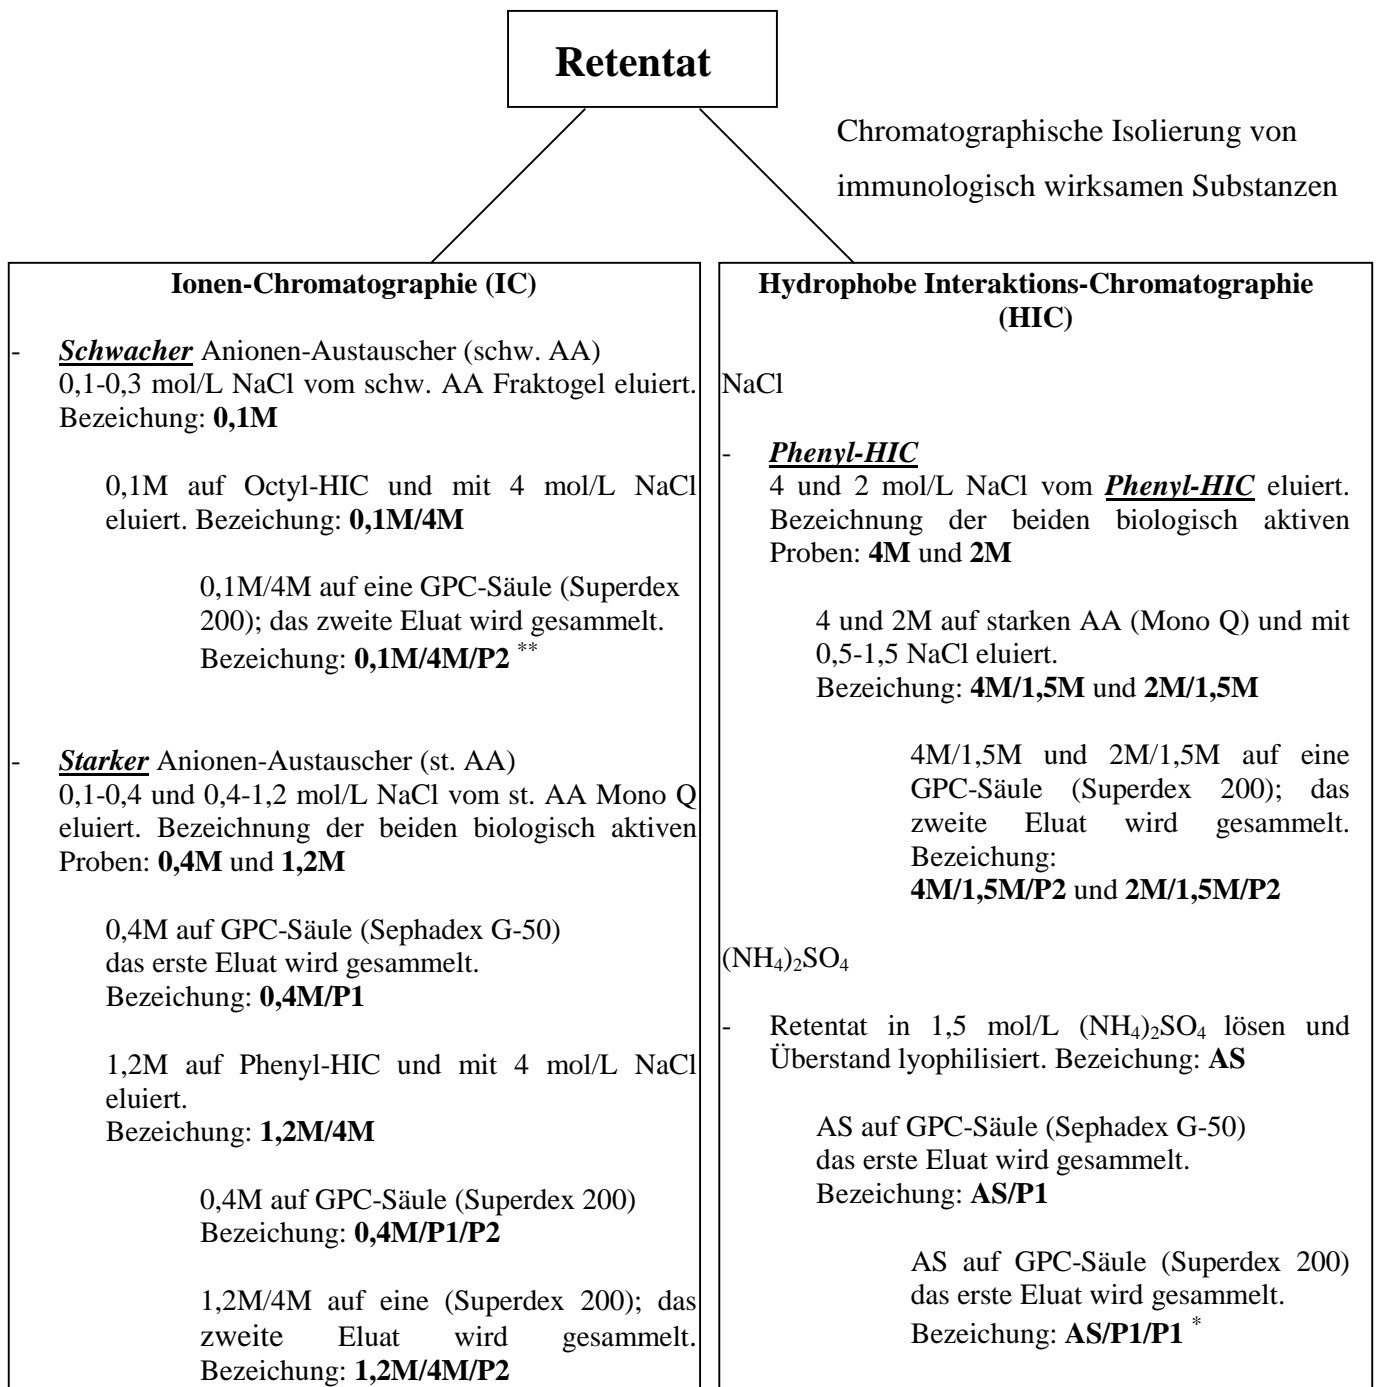 Retentat
Chromatographische Isolierung von
immunologisch wirksamen Substanzen
Ionen-Chromatographie (IC)
- Schwacher Anionen-Austauscher (schw. AA)
0,1-0,3 mol/L NaCl vom schw. AA Fraktogel eluiert.
Bezeichung: 0,1M
0,1M auf Octyl-HIC und mit 4 mol/L NaCl
eluiert. Bezeichung: 0,1M/4M
0,1M/4M auf eine GPC-Säule (Superdex
200); das zweite Eluat wird gesammelt.
Bezeichung: 0,1M/4M/P2 **
- Starker Anionen-Austauscher (st. AA)
0,1-0,4 und 0,4-1,2 mol/L NaCl vom st. AA Mono Q
eluiert. Bezeichnung der beiden biologisch aktiven
Proben: 0,4M und 1,2M
0,4M auf GPC-Säule (Sephadex G-50)
das erste Eluat wird gesammelt.
Bezeichung: 0,4M/P1
1,2M auf Phenyl-HIC und mit 4 mol/L NaCl
eluiert.
Bezeichung: 1,2M/4M
0,4M auf GPC-Säule (Superdex 200)
Bezeichung: 0,4M/P1/P2
1,2M/4M auf eine (Superdex 200); das
zweite Eluat wird gesammelt.
Bezeichung: 1,2M/4M/P2
Hydrophobe Interaktions-Chromatographie
(HIC)
NaCl
- Phenyl-HIC
4 und 2 mol/L NaCl vom Phenyl-HIC eluiert.
Bezeichnung der beiden biologisch aktiven
Proben: 4M und 2M
4 und 2M auf starken AA (Mono Q) und mit
0,5-1,5 NaCl eluiert.
Bezeichung: 4M/1,5M und 2M/1,5M
4M/1,5M und 2M/1,5M auf eine
GPC-Säule (Superdex 200); das
zweite Eluat wird gesammelt.
Bezeichung:
4M/1,5M/P2 und 2M/1,5M/P2
(NH₄)₂SO₄
- Retentat in 1,5 mol/L (NH₄)₂SO₄ lösen und
Überstand lyophilisiert. Bezeichung: AS
AS auf GPC-Säule (Sephadex G-50)
das erste Eluat wird gesammelt.
Bezeichung: AS/P1
AS auf GPC-Säule (Superdex 200)
das erste Eluat wird gesammelt.
Bezeichung: AS/P1/P1 *